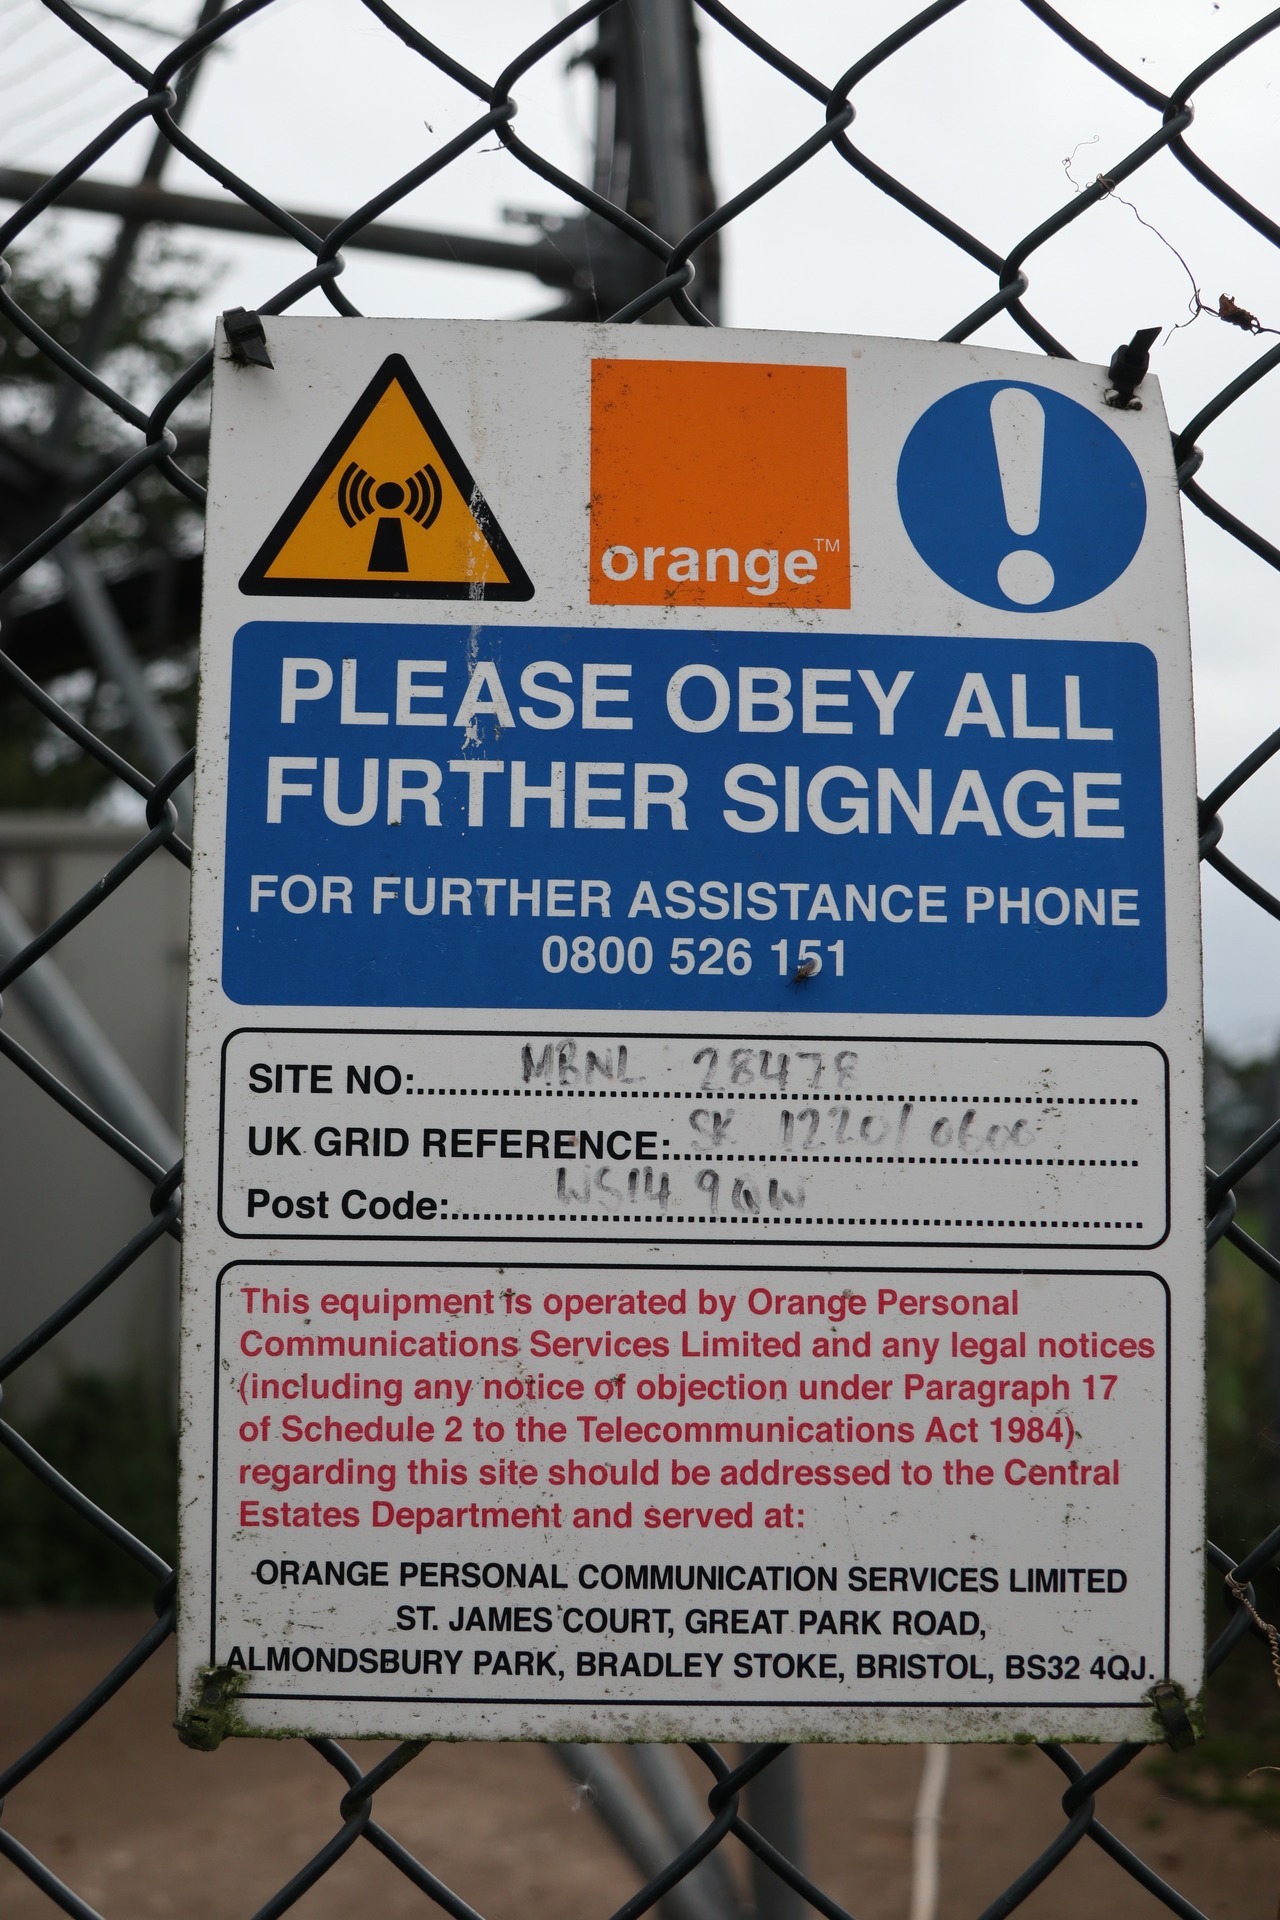 orange™
PLEASE OBEY ALL
FURTHER SIGNAGE
FOR FURTHER ASSISTANCE PHONE
0800 526 151
SITE NO: MBNL 28478
UK GRID REFERENCE: SK 1220/0600
Post Code: WS14 9QW
This equipment is operated by Orange Personal
Communications Services Limited and any legal notices
(including any notice of objection under Paragraph 17
of Schedule 2 to the Telecommunications Act 1984)
regarding this site should be addressed to the Central
Estates Department and served at:
ORANGE PERSONAL COMMUNICATION SERVICES LIMITED
ST. JAMES COURT, GREAT PARK ROAD,
ALMONDSBURY PARK, BRADLEY STOKE, BRISTOL, BS32 4QJ.